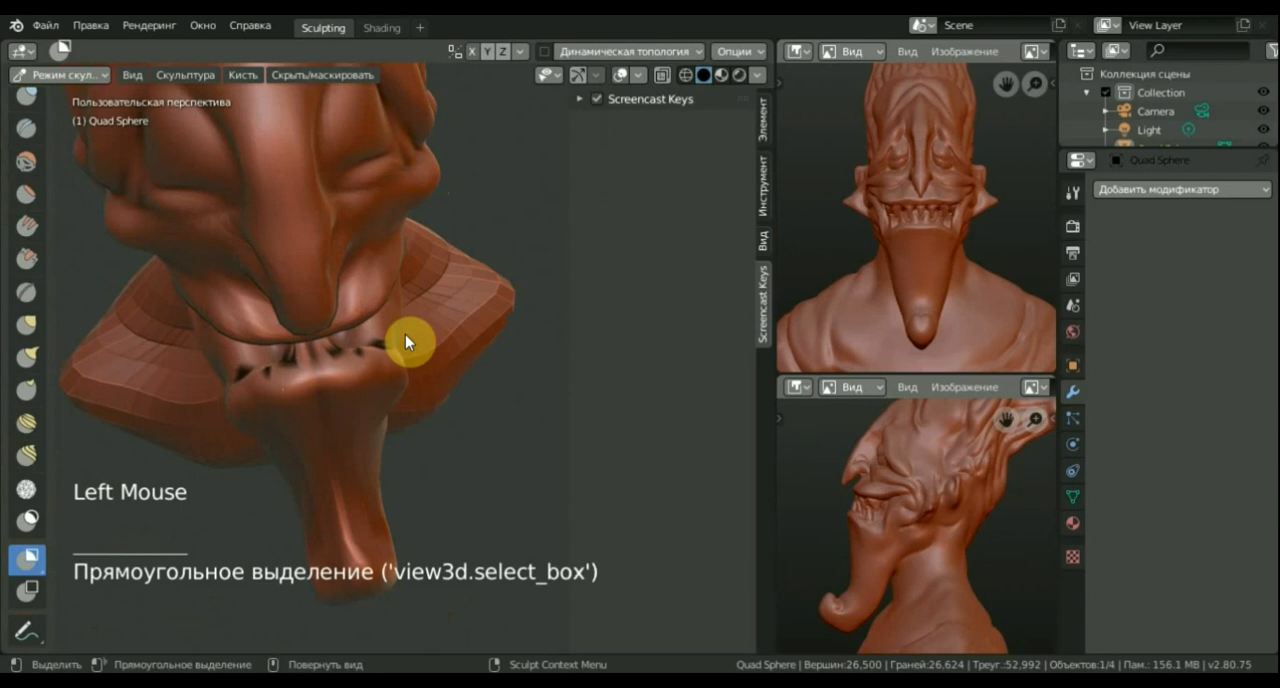 Файл Правка Рендеринг Окно Справка Sculpting Shading + Scene View Layer
X Y Z Динамическая топология Опции Вид Вид Изображение
Режим скул.. Вид Скульптура Кисть Скрыть/маскировать
Пользовательская перспектива
(1) Quad Sphere
Screencast Keys
Элемент
Инструмент
Вид
Screencast Keys
Коллекция сцены
Collection
Camera
Light
Quad Sphere
Добавить модификатор
Вид Вид Изображение
Left Mouse
Прямоугольное выделение ('view3d.select_box')
Выделить Прямоугольное выделение Повернуть вид Sculpt Context Menu Quad Sphere | Вершин:26,500 | Граней:26,624 | Треуг.:52,992 | Объектов:1/4 | Пам.: 156.1 MB | v2.80.75